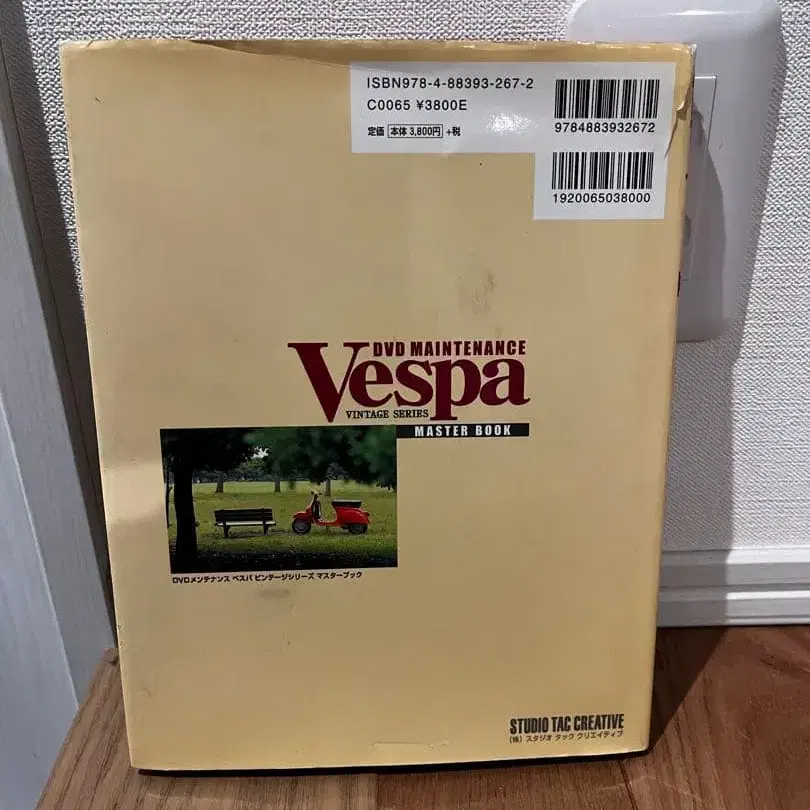 ISBN978-4-88393-267-2
C0065 ¥3800E
定価 本体 3,800円 +税
9784883932672
1920065038000
DVD MAINTENANCE
Vespa
VINTAGE SERIES
MASTER BOOK
DVDメンテナンス ベスパ ビンテージシリーズ マスターブック
STUDIO TAC CREATIVE
(株)スタジオ タック クリエイティブ